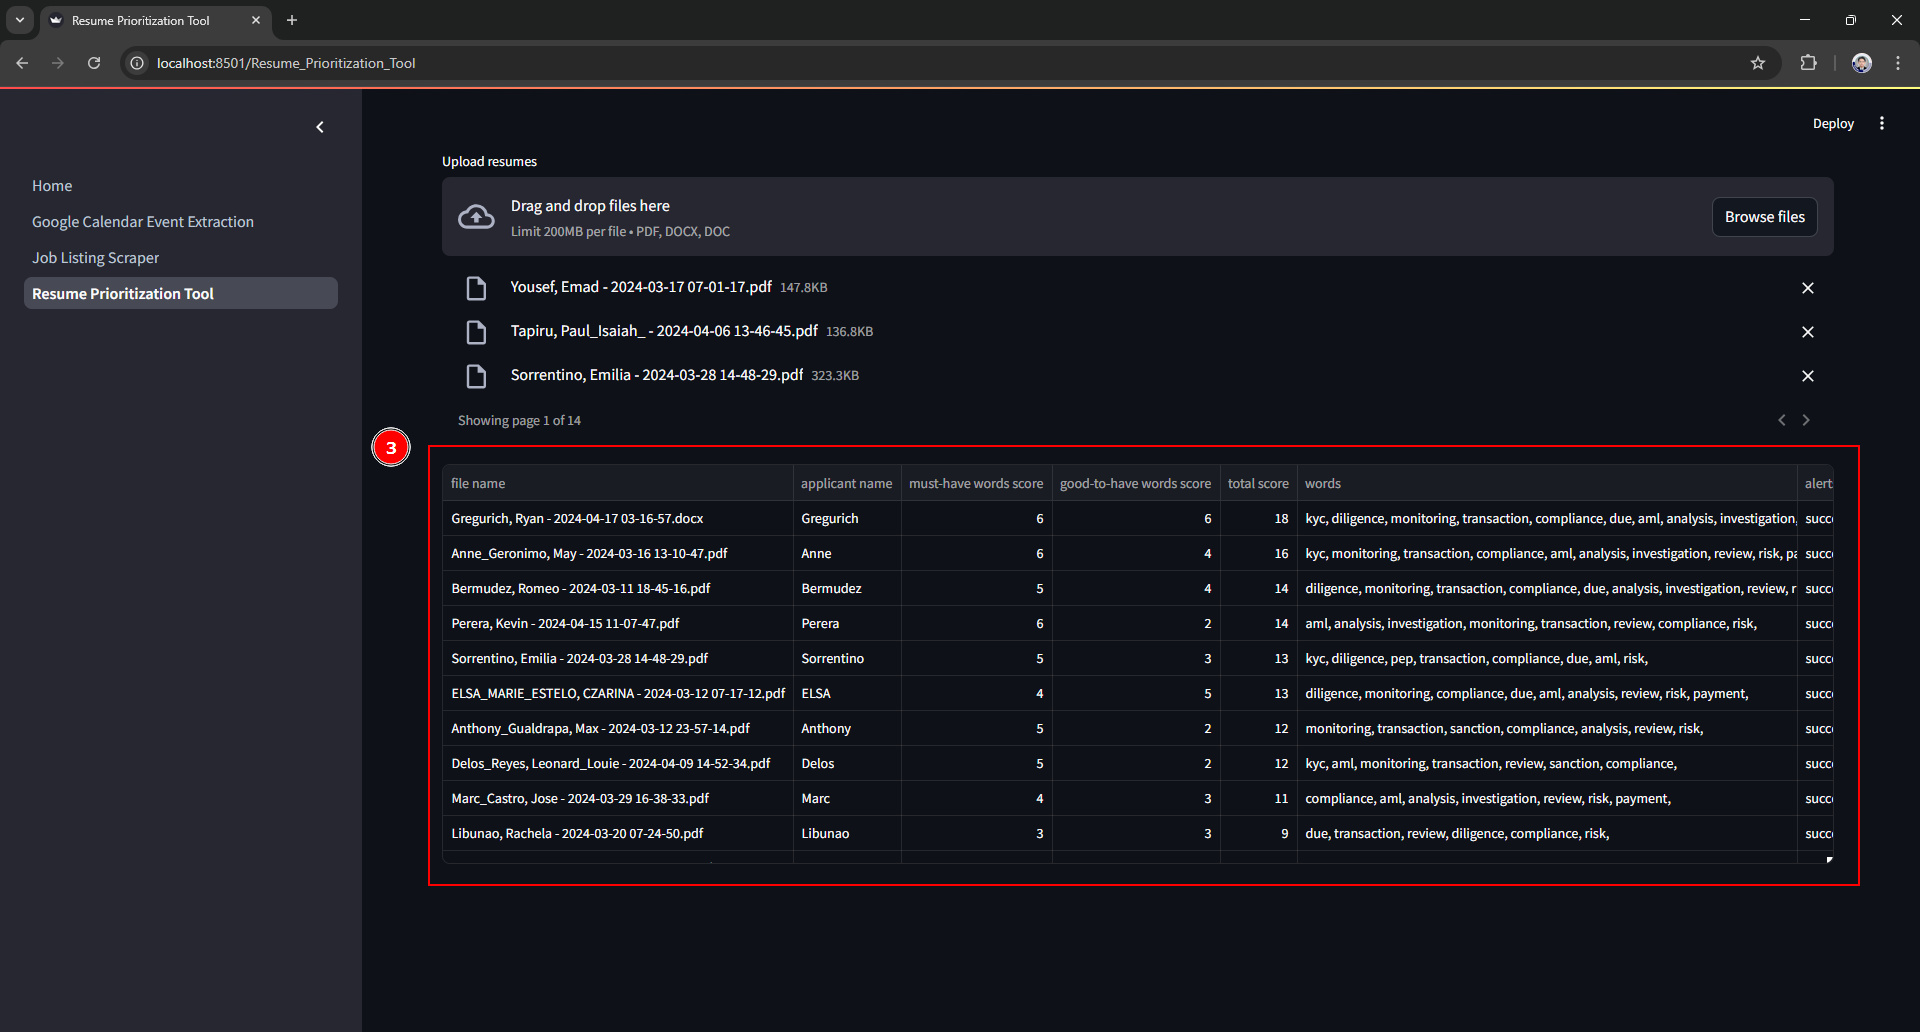 Resume Prioritization Tool
localhost:8501/Resume_Prioritization_Tool
Deploy
Home
Google Calendar Event Extraction
Job Listing Scraper
Resume Prioritization Tool
Upload resumes
Drag and drop files here
Limit 200MB per file • PDF, DOCX, DOC
Browse files
Yousef, Emad - 2024-03-17 07-01-17.pdf 147.8KB
Tapiru, Paul_Isaiah_ - 2024-04-06 13-46-45.pdf 136.8KB
Sorrentino, Emilia - 2024-03-28 14-48-29.pdf 323.3KB
Showing page 1 of 14
3
file name applicant name must-have words score good-to-have words score total score words alert
Gregurich, Ryan - 2024-04-17 03-16-57.docx Gregurich 6 6 18 kyc, diligence, monitoring, transaction, compliance, due, aml, analysis, investigation, succ
Anne_Geronimo, May - 2024-03-16 13-10-47.pdf Anne 6 4 16 kyc, monitoring, transaction, compliance, aml, analysis, investigation, review, risk, pa succ
Bermudez, Romeo - 2024-03-11 18-45-16.pdf Bermudez 5 4 14 diligence, monitoring, transaction, compliance, due, analysis, investigation, review, r succ
Perera, Kevin - 2024-04-15 11-07-47.pdf Perera 6 2 14 aml, analysis, investigation, monitoring, transaction, review, compliance, risk, succ
Sorrentino, Emilia - 2024-03-28 14-48-29.pdf Sorrentino 5 3 13 kyc, diligence, pep, transaction, compliance, due, aml, risk, succ
ELSA_MARIE_ESTELO, CZARINA - 2024-03-12 07-17-12.pdf ELSA 4 5 13 diligence, monitoring, compliance, due, aml, analysis, review, risk, payment, succ
Anthony_Gualdrapa, Max - 2024-03-12 23-57-14.pdf Anthony 5 2 12 monitoring, transaction, sanction, compliance, analysis, review, risk, succ
Delos_Reyes, Leonard_Louie - 2024-04-09 14-52-34.pdf Delos 5 2 12 kyc, aml, monitoring, transaction, review, sanction, compliance, succ
Marc_Castro, Jose - 2024-03-29 16-38-33.pdf Marc 4 3 11 compliance, aml, analysis, investigation, review, risk, payment, succ
Libunao, Rachela - 2024-03-20 07-24-50.pdf Libunao 3 3 9 due, transaction, review, diligence, compliance, risk, succ